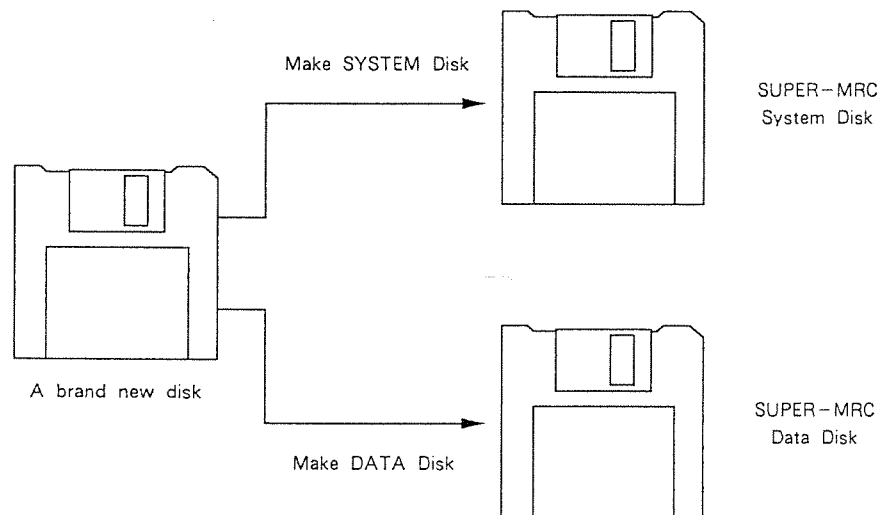 Make SYSTEM Disk
SUPER-MRC
System Disk
A brand new disk
SUPER-MRC
Data Disk
Make DATA Disk